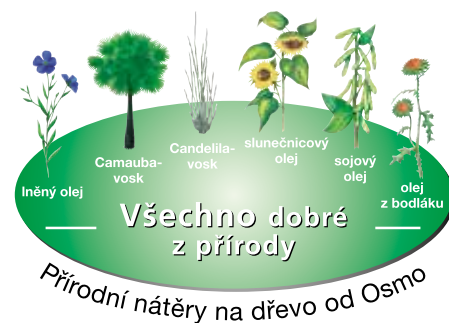 lněný olej
Camauba-
vosk
Candelila-
vosk
slunečnicový
olej
sojový
olej
olej
z bodláku
Všechno dobré
z přírody
Přírodní nátěry na dřevo od Osmo